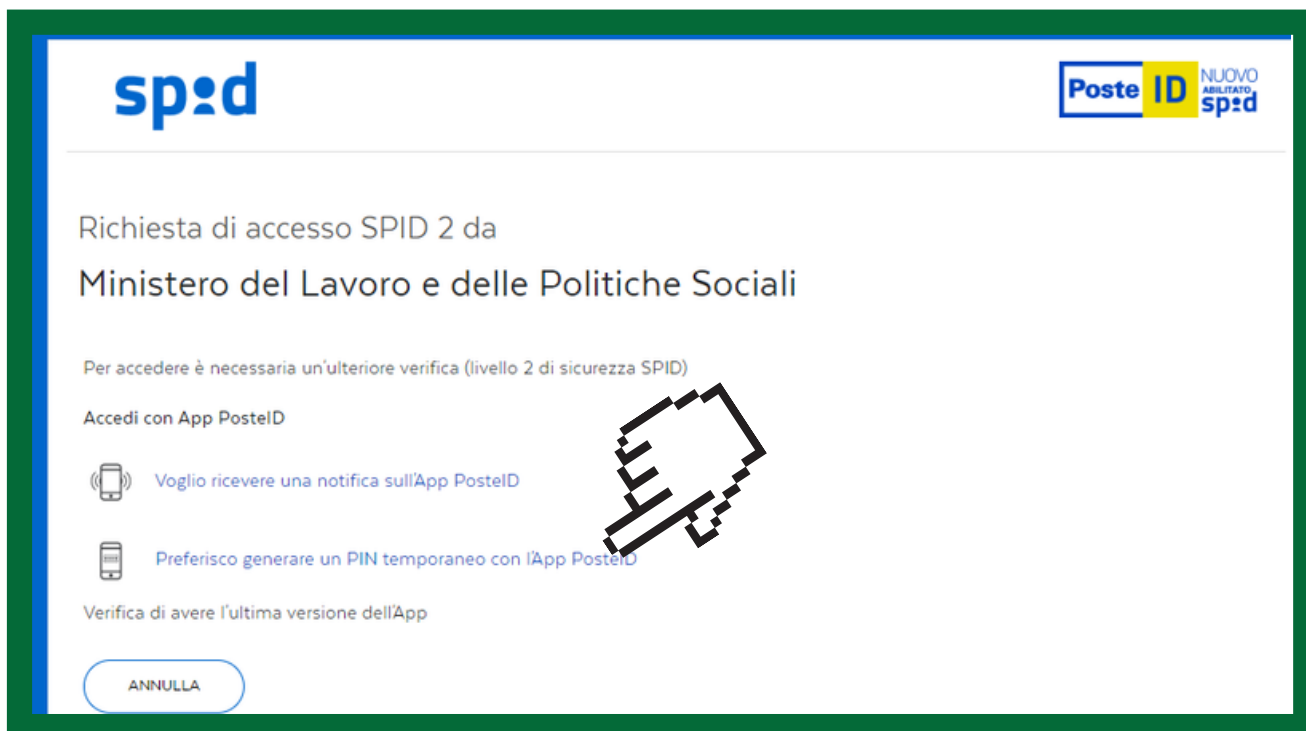 spid
Poste ID NUOVO ABILITATO spid
Richiesta di accesso SPID 2 da
Ministero del Lavoro e delle Politiche Sociali
Per accedere è necessaria un'ulteriore verifica (livello 2 di sicurezza SPID)
Accedi con App PosteID
Voglio ricevere una notifica sull'App PosteID
Preferisco generare un PIN temporaneo con l'App PosteID
Verifica di avere l'ultima versione dell'App
ANNULLA